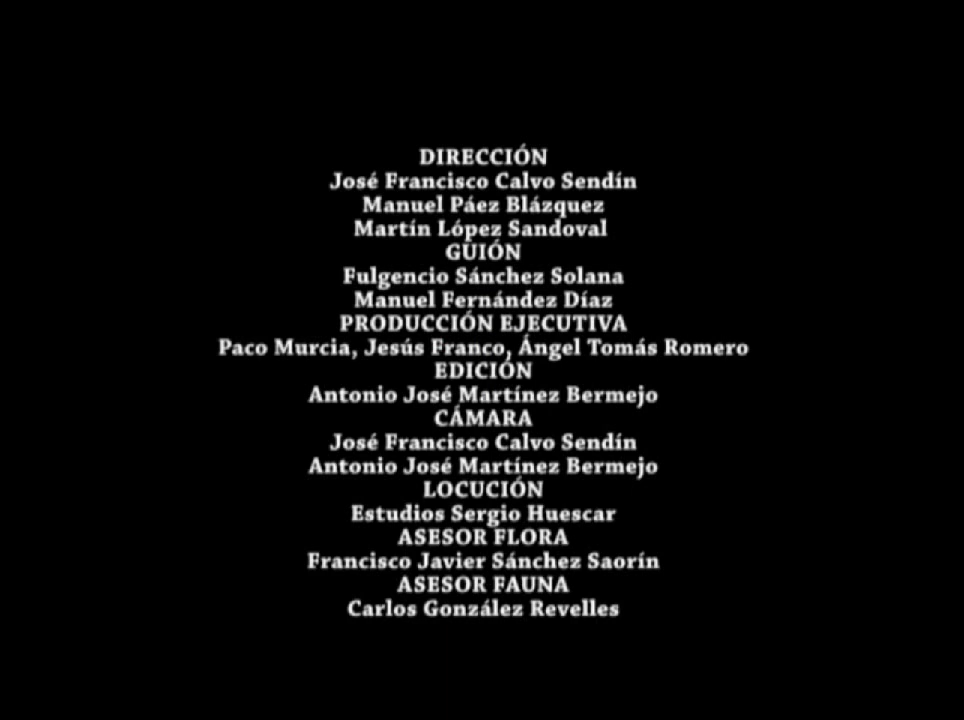 DIRECCIÓN
José Francisco Calvo Sendín
Manuel Páez Blázquez
Martín López Sandoval
GUIÓN
Fulgencio Sánchez Solana
Manuel Fernández Díaz
PRODUCCIÓN EJECUTIVA
Paco Murcia, Jesús Franco, Ángel Tomás Romero
EDICIÓN
Antonio José Martínez Bermejo
CÁMARA
José Francisco Calvo Sendín
Antonio José Martínez Bermejo
LOCUCIÓN
Estudios Sergio Huescar
ASESOR FLORA
Francisco Javier Sánchez Saorín
ASESOR FAUNA
Carlos González Revelles